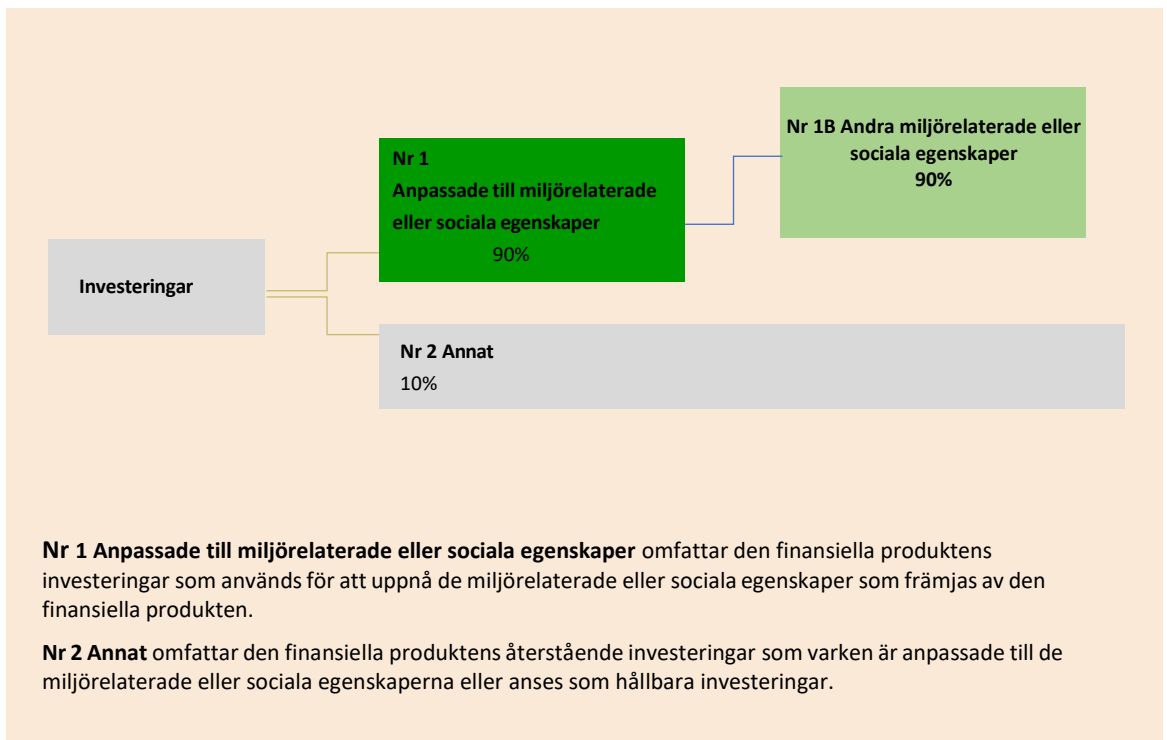 Nr 1B Andra miljörelaterade eller
sociala egenskaper
90%
Nr 1
Anpassade till miljörelaterade
eller sociala egenskaper
90%
Investeringar
Nr 2 Annat
10%
Nr 1 Anpassade till miljörelaterade eller sociala egenskaper omfattar den finansiella produktens
investeringar som används för att uppnå de miljörelaterade eller sociala egenskaper som främjas av den
finansiella produkten.
Nr 2 Annat omfattar den finansiella produktens återstående investeringar som varken är anpassade till de
miljörelaterade eller sociala egenskaperna eller anses som hållbara investeringar.